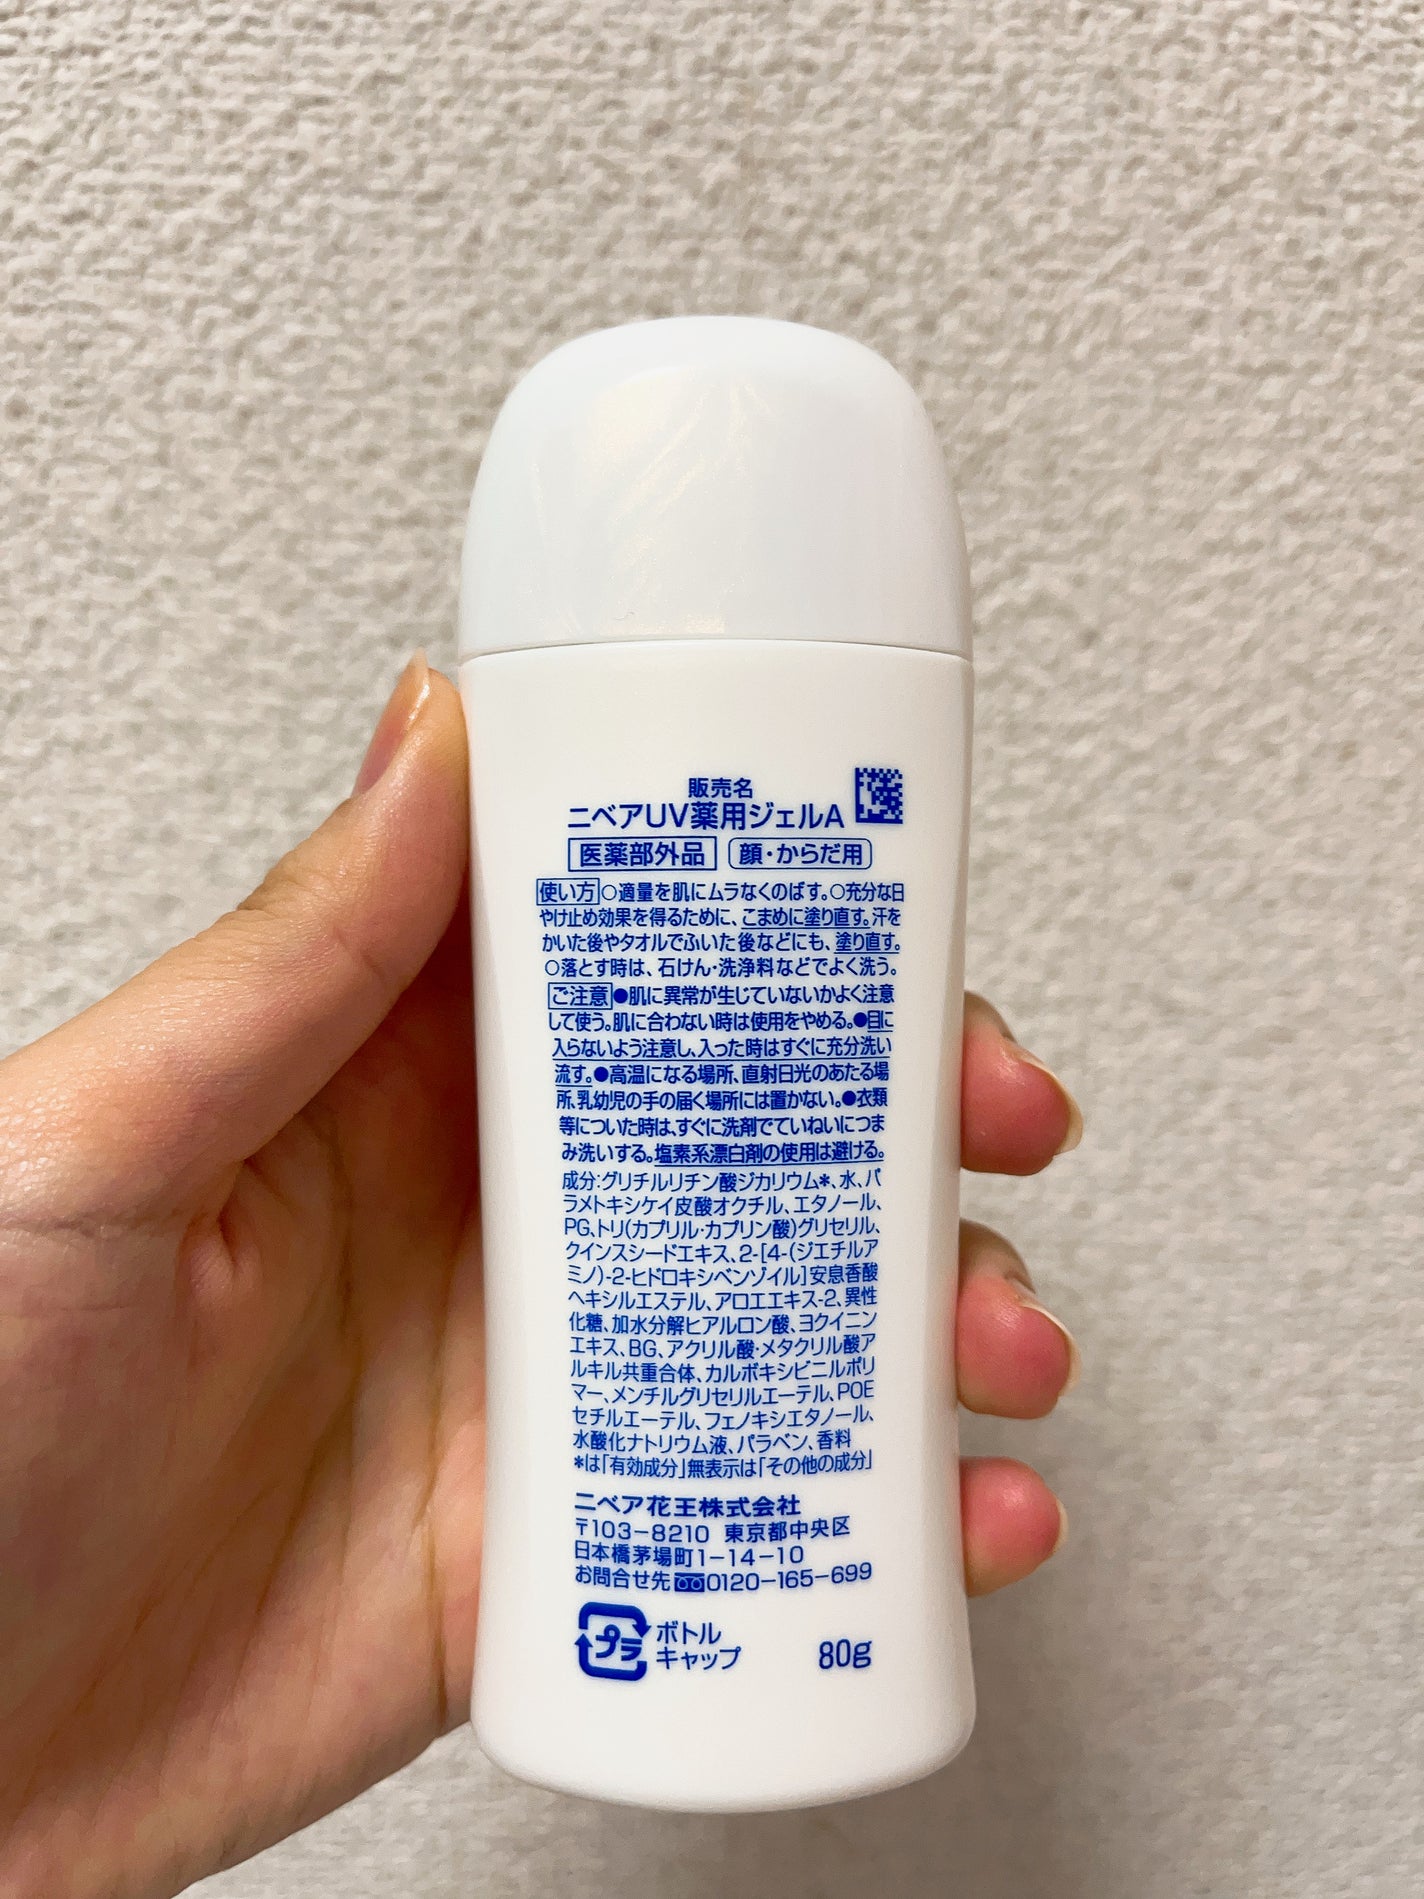 販売名
ニベアUV薬用ジェルA
医薬部外品 顔・からだ用
使い方○適量を肌にムラなくのばす。○充分な日
やけ止め効果を得るために、こまめに塗り直す。汗を
かいた後やタオルでふいた後などにも、塗り直す。
○落とす時は、石けん・洗浄料などでよく洗う。
ご注意●肌に異常が生じていないかよく注意
して使う。肌に合わない時は使用をやめる。●目に
入らないよう注意し、入った時はすぐに充分洗い
流す。●高温になる場所、直射日光のあたる場
所、乳幼児の手の届く場所には置かない。●衣類
等についた時は、すぐに洗剤でていねいにつま
み洗いする。塩素系漂白剤の使用は避ける。
成分:グリチルリチン酸ジカリウム*、水、パ
ラメトキシケイ皮酸オクチル、エタノール、
PG、トリ(カプリル・カプリン酸)グリセリル、
クインスシードエキス、2-[4-(ジエチルア
ミノ)-2-ヒドロキシベンゾイル]安息香酸
ヘキシルエステル、アロエエキス-2、異性
化糖、加水分解ヒアルロン酸、ヨクイニン
エキス、BG、アクリル酸・メタクリル酸ア
ルキル共重合体、カルボキシビニルポリ
マー、メンチルグリセリルエーテル、POE
セチルエーテル、フェノキシエタノール、
水酸化ナトリウム液、パラベン、香料
*は「有効成分」無表示は「その他の成分」
ニベア花王株式会社
〒103-8210 東京都中央区
日本橋茅場町1-14-10
お問合せ先 0120-165-699
プラ ボトル
キャップ 80g